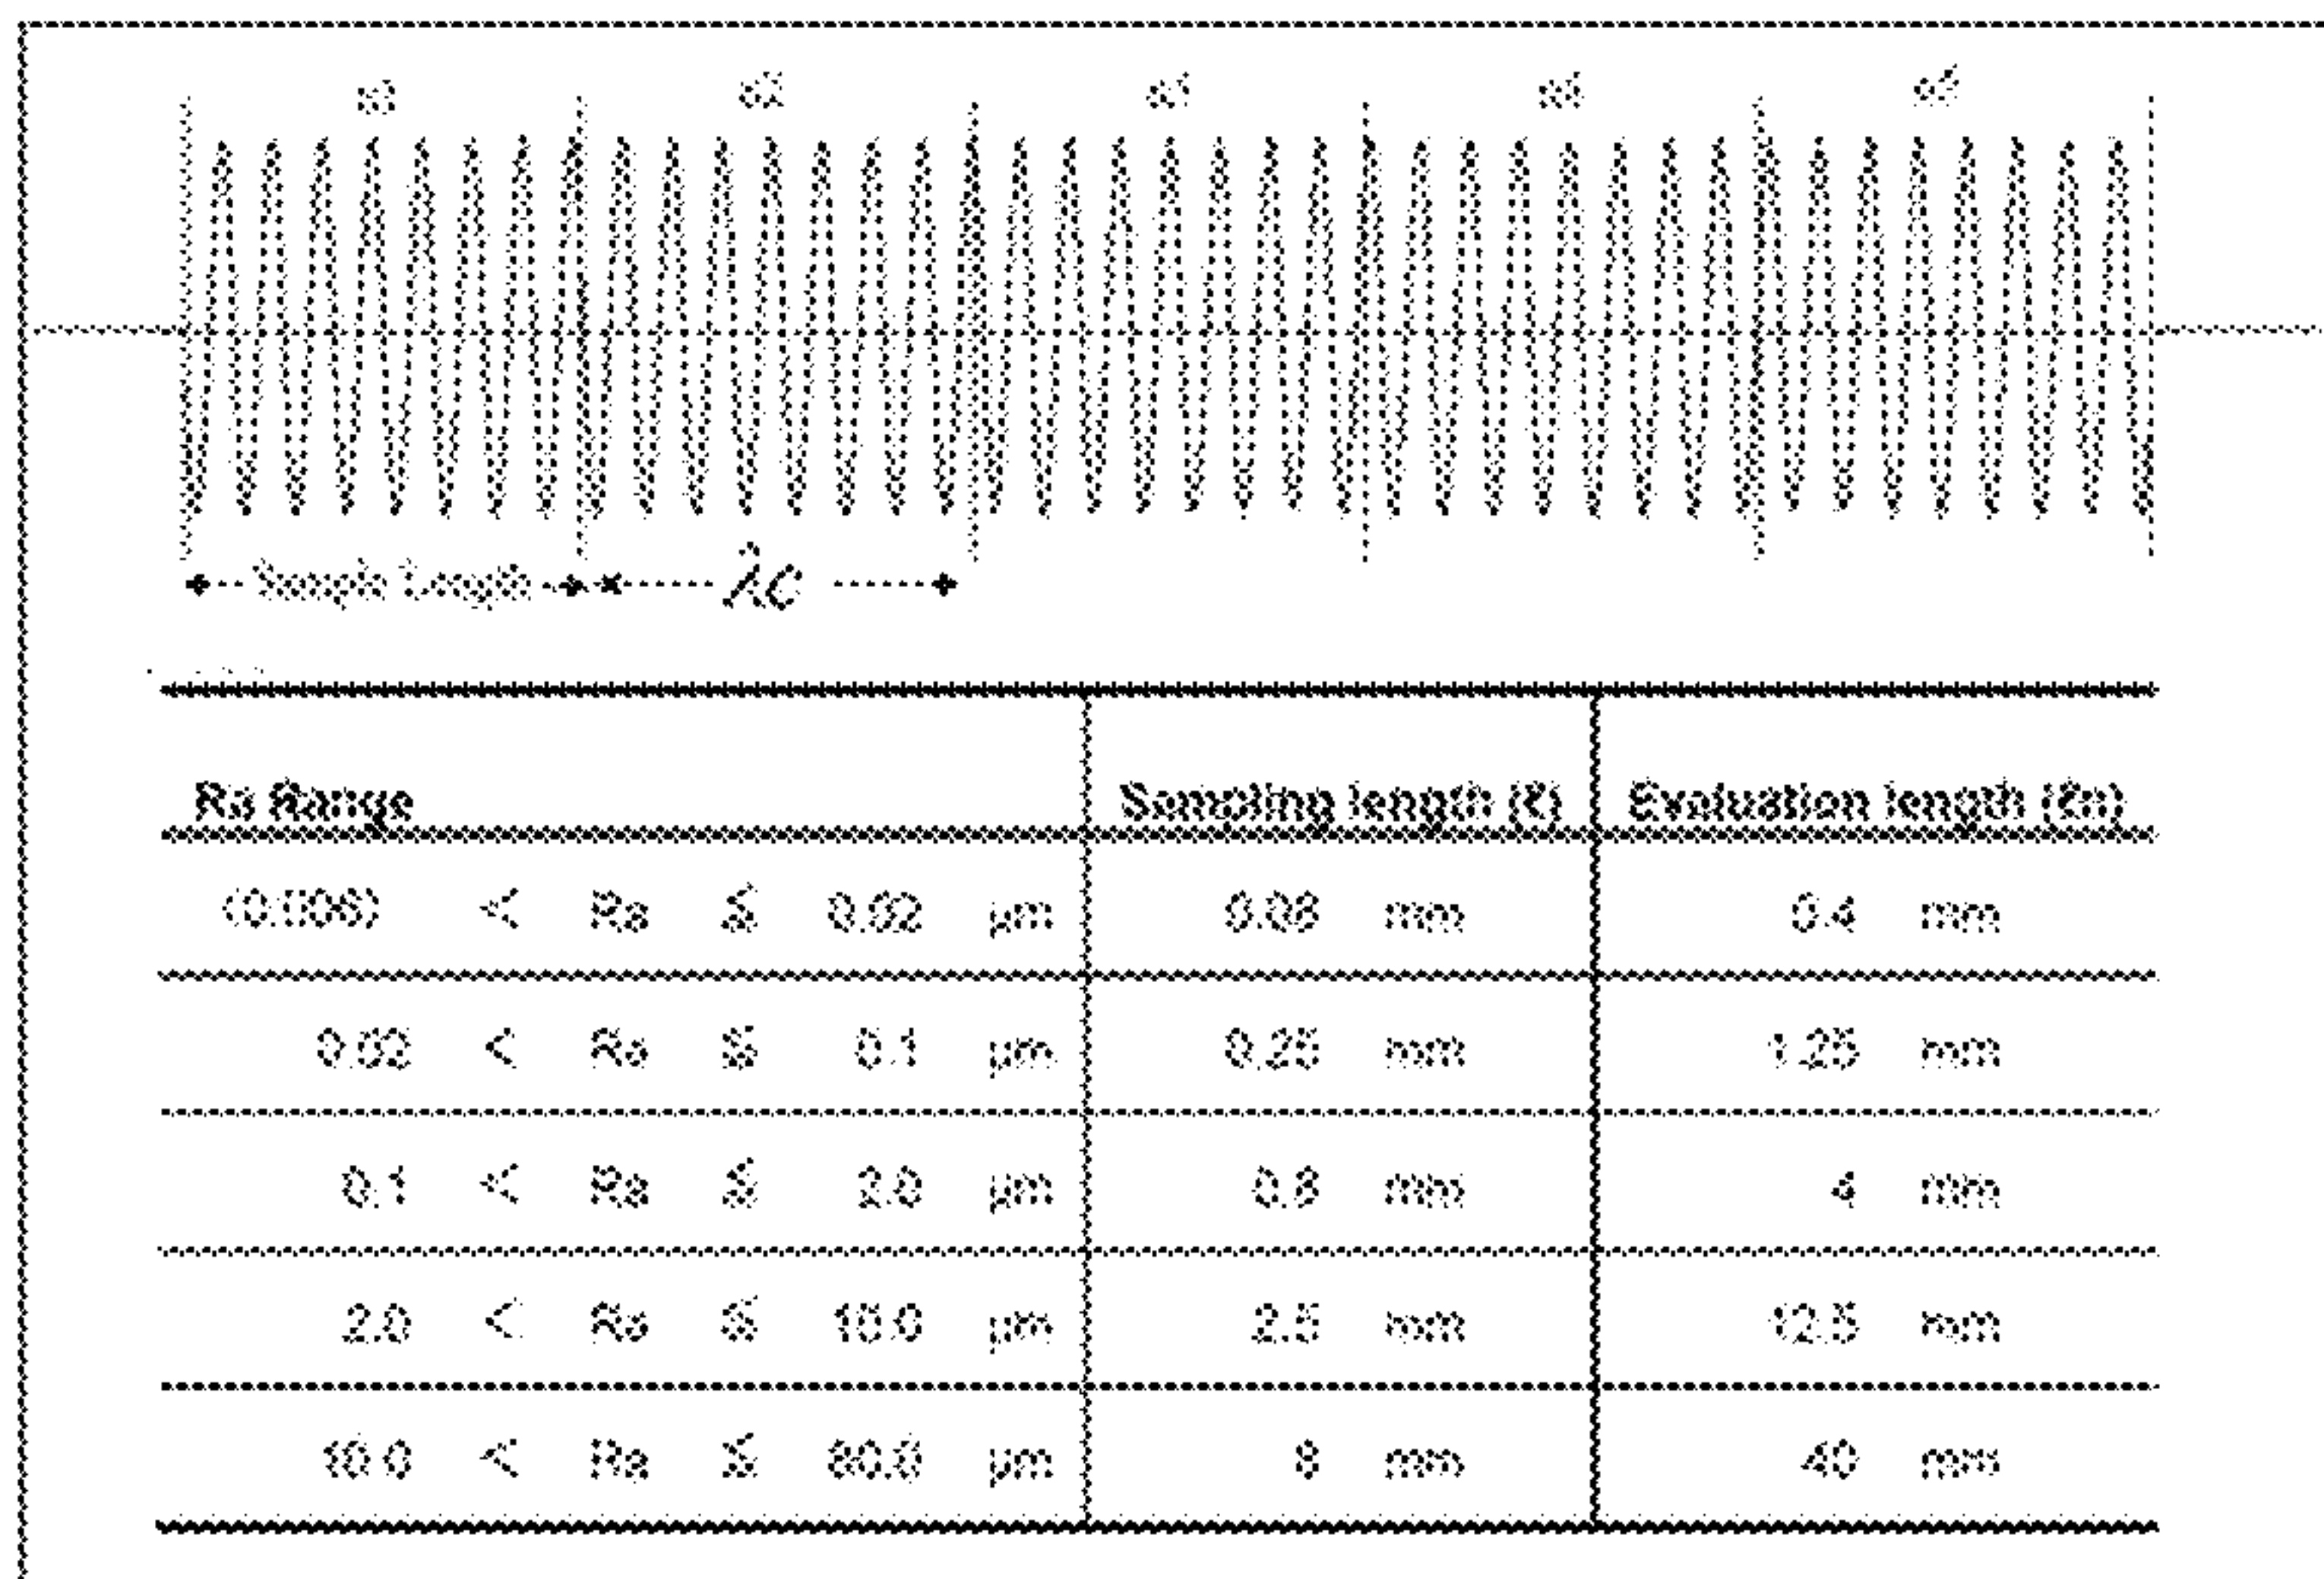 Sample Length λc
Ra Range Sampling length (ℓ) Evaluation length (ℓn)
(0.006) < Ra ≤ 0.02 μm 0.08 mm 0.4 mm
0.02 < Ra ≤ 0.1 μm 0.25 mm 1.25 mm
0.1 < Ra ≤ 2.0 μm 0.8 mm 4 mm
2.0 < Ra ≤ 10.0 μm 2.5 mm 12.5 mm
10.0 < Ra ≤ 80.0 μm 8 mm 40 mm